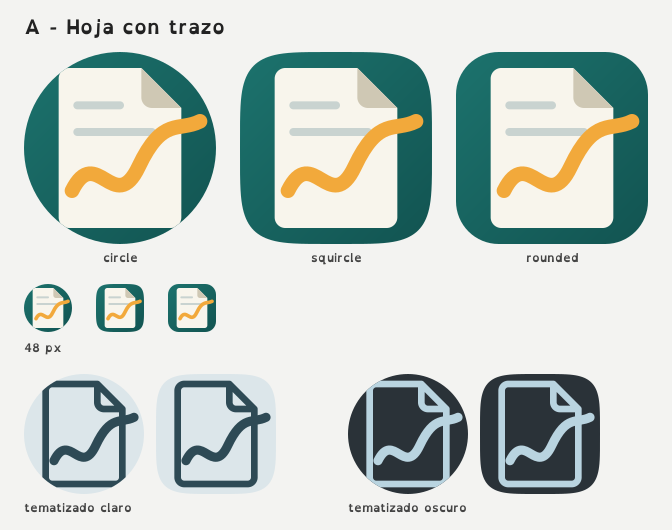 A - Hoja con trazo
circle
squircle
rounded
48 px
tematizado claro
tematizado oscuro